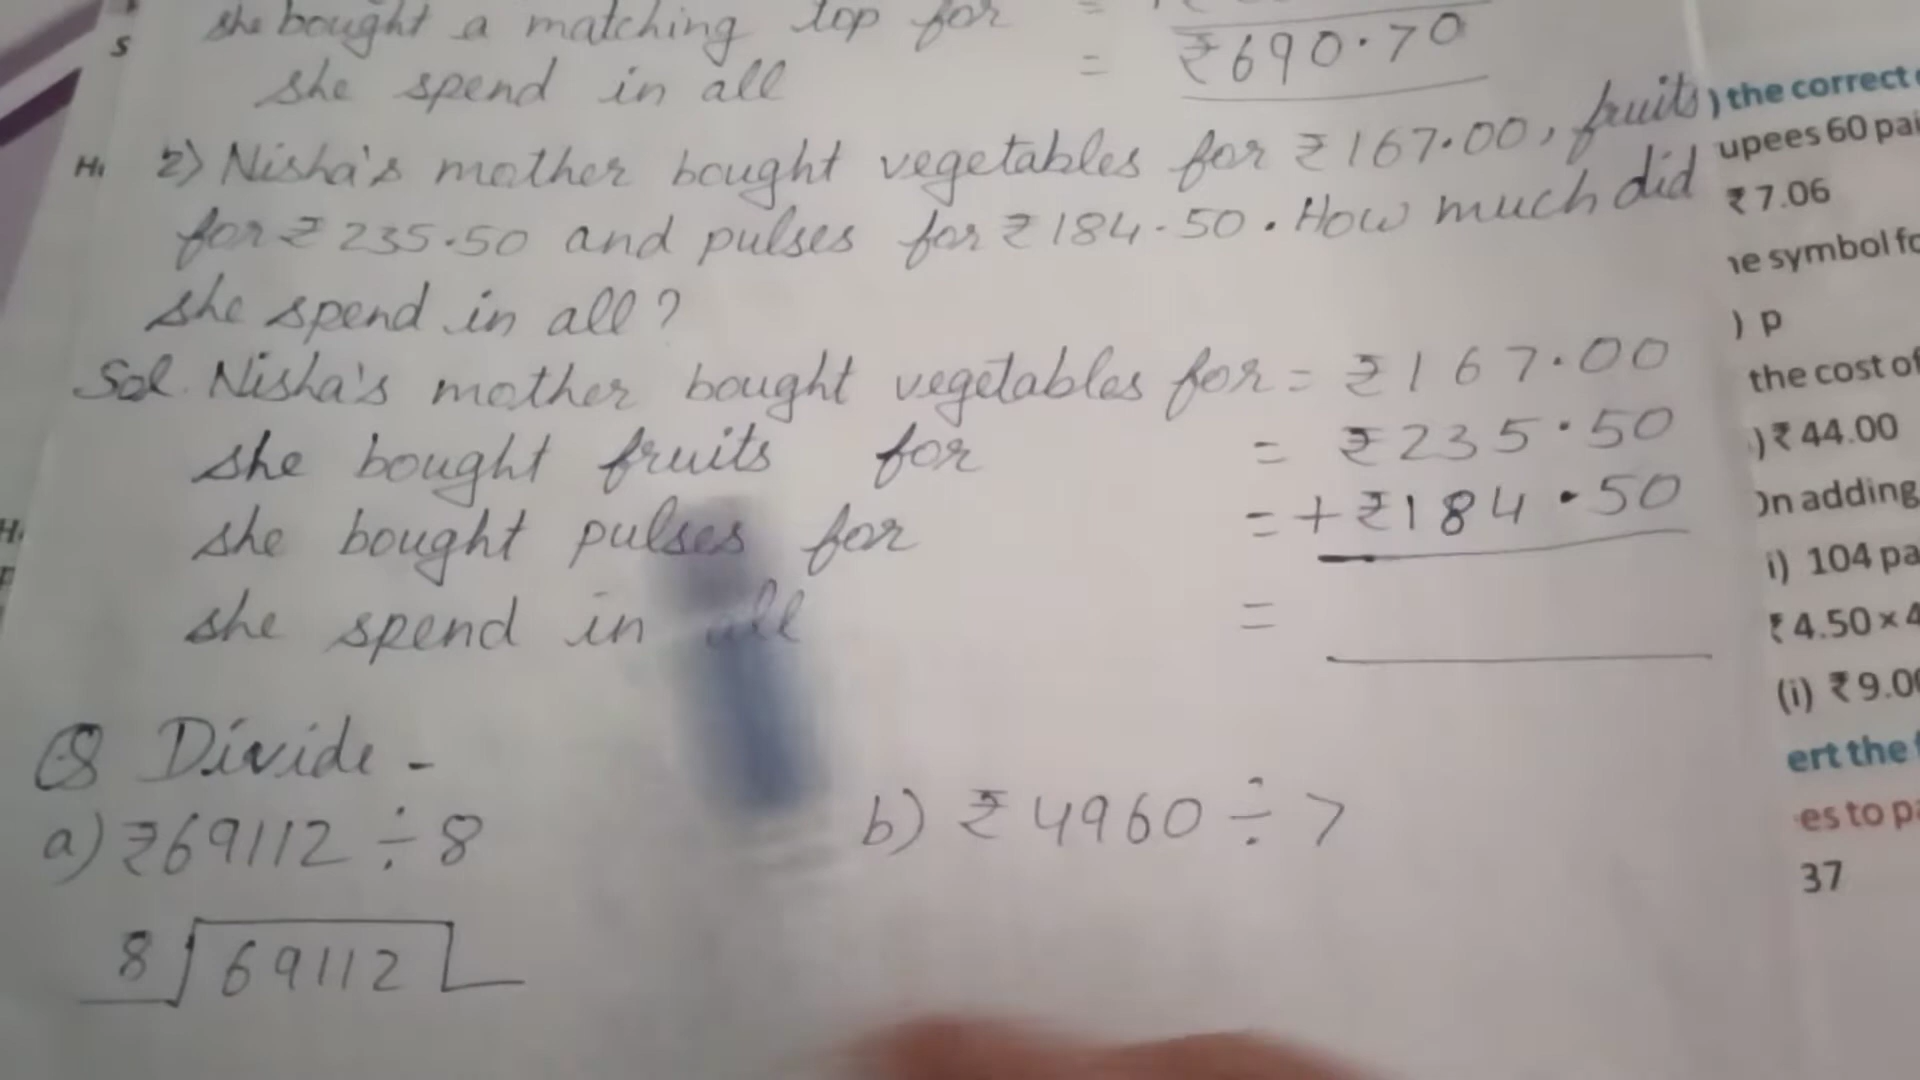 she bought a matching top for =
she spend in all = ₹690.70
2) Nisha's mother bought vegetables for ₹167.00, fruits
for ₹235.50 and pulses for ₹184.50. How much did
she spend in all?
Sol. Nisha's mother bought vegetables for = ₹167.00
she bought fruits for = ₹235.50
she bought pulses for = +₹184.50
she spend in all =
Q Divide -
a) ₹69112 ÷ 8 b) ₹4960 ÷ 7
8 69112
) the correct
upees 60 pai
₹7.06
symbol fo
) p
the cost of
) ₹44.00
On adding
i) 104 pa
₹4.50×4
(i) ₹9.00
ert the
es to pa
37